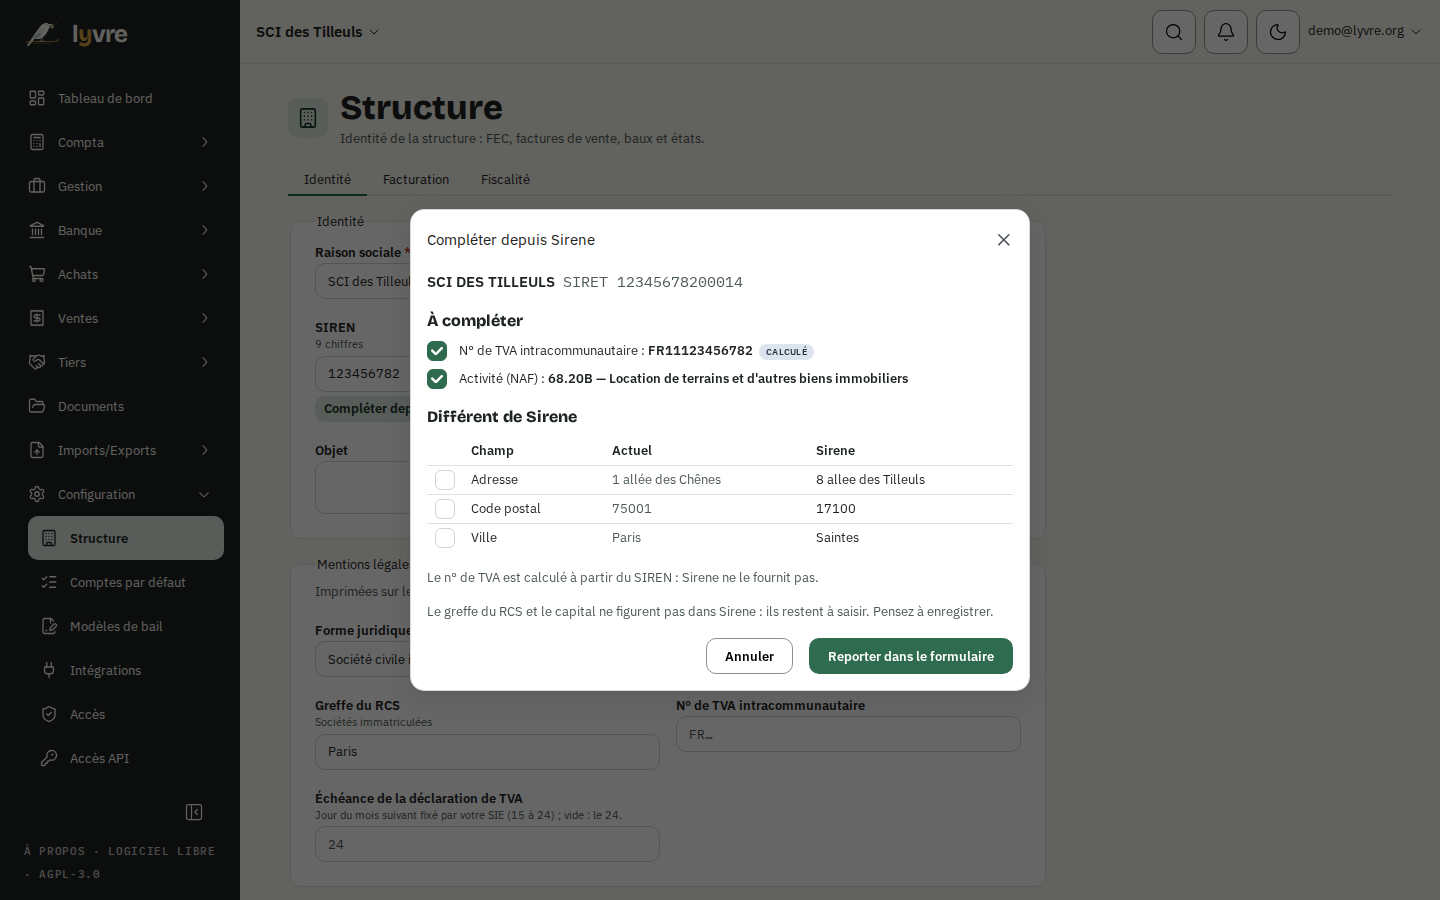 lyvre
SCI des Tilleuls
demo@lyvre.org
Tableau de bord
Compta
Gestion
Banque
Achats
Ventes
Tiers
Documents
Imports/Exports
Configuration
Structure
Comptes par défaut
Modèles de bail
Intégrations
Accès
Accès API
À PROPOS · LOGICIEL LIBRE
· AGPL-3.0
Structure
Identité de la structure : FEC, factures de vente, baux et états.
Identité
Facturation
Fiscalité
Identité
Raison sociale *
SCI des Tilleul
SIREN
9 chiffres
123456782
Compléter dep
Objet
Mentions légale
Imprimées sur le
Forme juridique
Société civile i
Greffe du RCS
Sociétés immatriculées
Paris
N° de TVA intracommunautaire
FR…
Échéance de la déclaration de TVA
Jour du mois suivant fixé par votre SIE (15 à 24) ; vide : le 24.
24
Compléter depuis Sirene
SCI DES TILLEULS SIRET 12345678200014
À compléter
N° de TVA intracommunautaire : FR11123456782 CALCULÉ
Activité (NAF) : 68.20B — Location de terrains et d'autres biens immobiliers
Différent de Sirene
Champ Actuel Sirene
Adresse 1 allée des Chênes 8 allee des Tilleuls
Code postal 75001 17100
Ville Paris Saintes
Le n° de TVA est calculé à partir du SIREN : Sirene ne le fournit pas.
Le greffe du RCS et le capital ne figurent pas dans Sirene : ils restent à saisir. Pensez à enregistrer.
Annuler
Reporter dans le formulaire